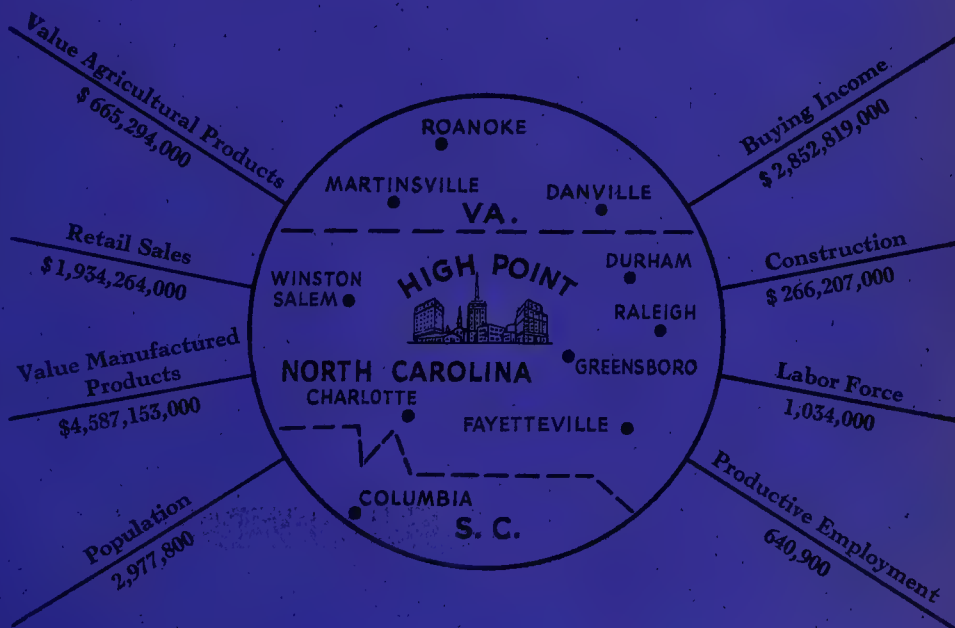 Value Agricultural Products
$ 665,294,000
Retail Sales
$ 1,934,264,000
Value Manufactured
Products
$4,587,153,000
Population
2,977,800
ROANOKE
MARTINSVILLE
DANVILLE
VA.
HIGH POINT
WINSTON
SALEM
DURHAM
RALEIGH
GREENSBORO
NORTH CAROLINA
CHARLOTTE
FAYETTEVILLE
COLUMBIA
S. C.
Buying Income
$ 2,852,819,000
Construction
$ 266,207,000
Labor Force
1,034,000
Productive Employment
640,900